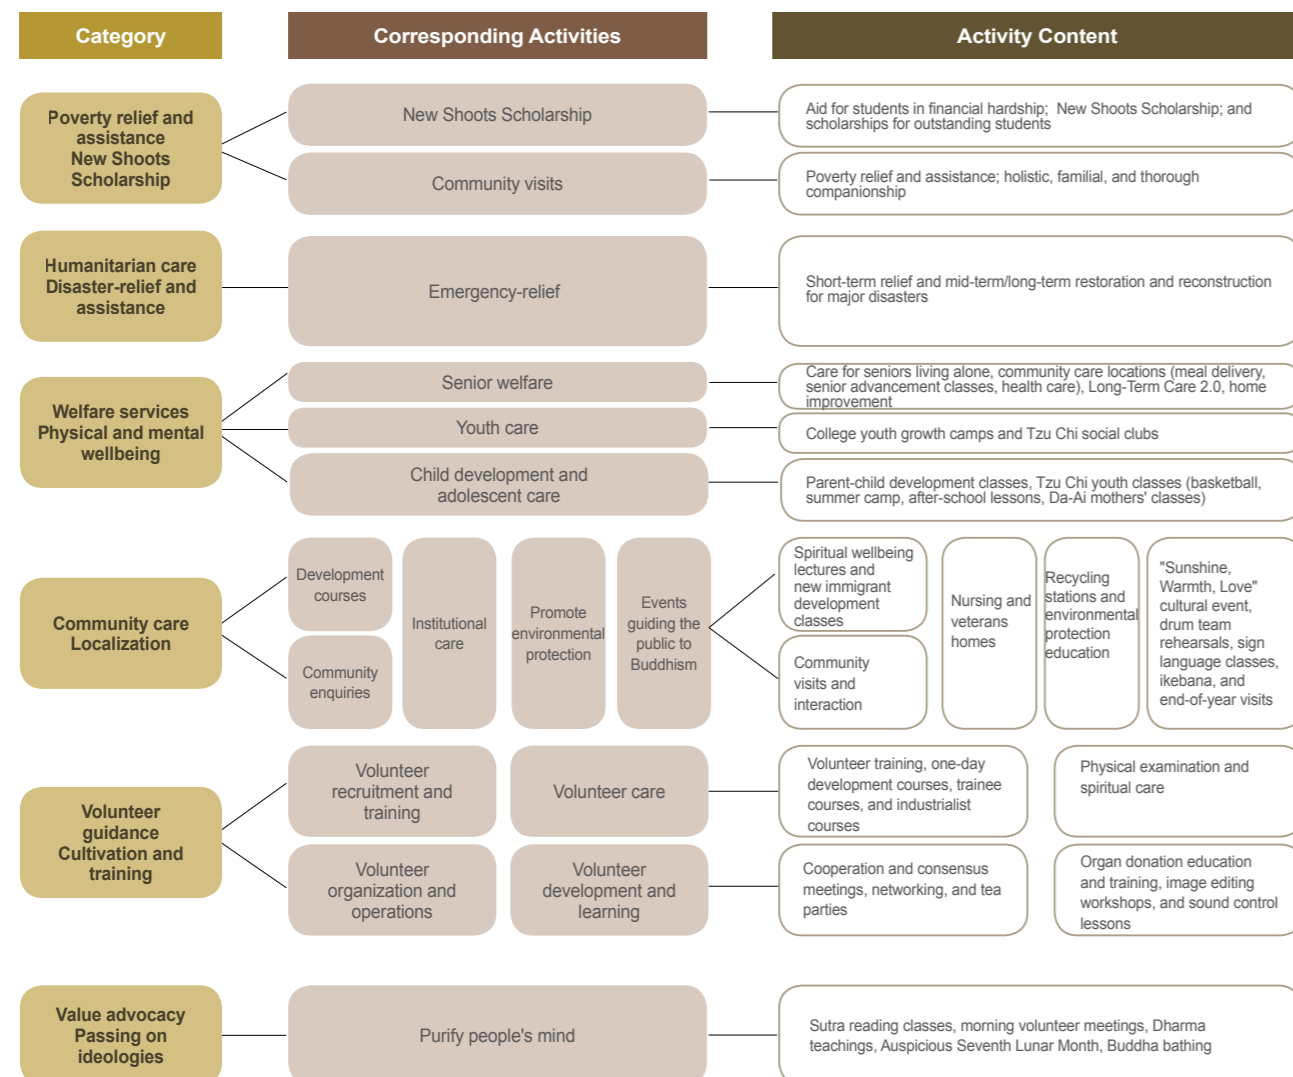 Category
Corresponding Activities
Activity Content
Poverty relief and
assistance
New Shoots
Scholarship
New Shoots Scholarship
Aid for students in financial hardship; New Shoots Scholarship; and
scholarships for outstanding students
Community visits
Poverty relief and assistance; holistic, familial, and thorough
companionship
Humanitarian care
Disaster-relief and
assistance
Emergency-relief
Short-term relief and mid-term/long-term restoration and reconstruction
for major disasters
Welfare services
Physical and mental
wellbeing
Senior welfare
Care for seniors living alone, community care locations (meal delivery,
senior advancement classes, health care), Long-Term Care 2.0, home
improvement
Youth care
College youth growth camps and Tzu Chi social clubs
Child development and
adolescent care
Parent-child development classes, Tzu Chi youth classes (basketball,
summer camp, after-school lessons, Da-Ai mothers' classes)
Community care
Localization
Development
courses
Community
enquiries
Institutional
care
Promote
environmental
protection
Events
guiding the
public to
Buddhism
Spiritual wellbeing
lectures and
new immigrant
development
classes
Community
visits and
interaction
Nursing and
veterans
homes
Recycling
stations and
environmental
protection
education
"Sunshine,
Warmth, Love"
cultural event,
drum team
rehearsals, sign
language classes,
ikebana, and
end-of-year visits
Volunteer
guidance
Cultivation and
training
Volunteer
recruitment and
training
Volunteer care
Volunteer training, one-day
development courses, trainee
courses, and industrialist
courses
Physical examination and
spiritual care
Volunteer
organization and
operations
Volunteer
development and
learning
Cooperation and consensus
meetings, networking, and tea
parties
Organ donation education
and training, image editing
workshops, and sound control
lessons
Value advocacy
Passing on
ideologies
Purify people's mind
Sutra reading classes, morning volunteer meetings, Dharma
teachings, Auspicious Seventh Lunar Month, Buddha bathing